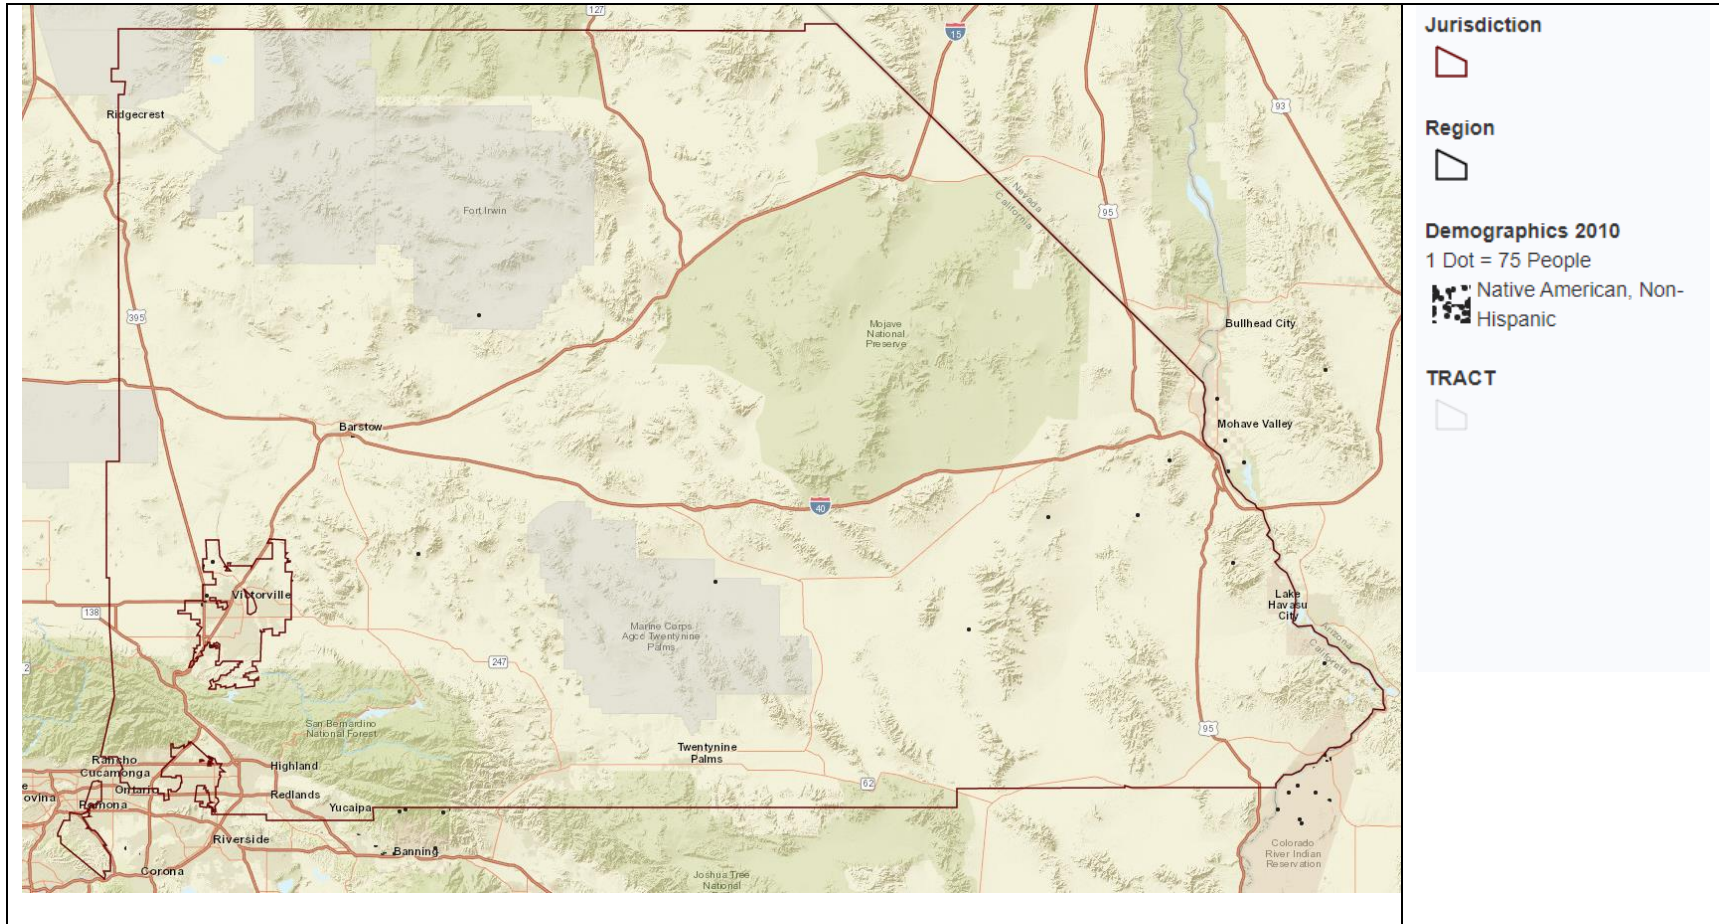 127
15
Ridgecrest
93
Fort Irwin
Nevada
California
95
395
Mojave
National
Preserve
Bullhead City
Barstow
Mohave Valley
40
Victorville
138
Marine Corps
Agcc Twentynine
Palms
Lake
Havasu
City
Arizona
California
2
247
San Bernardino
National Forest
95
Twentynine
Palms
Rancho
Cucamonga
Highland
62
e
ovina
Ontario
Ramona
Redlands
Yucaipa
Riverside
Banning
Corona
Joshua Tree
National
Colorado
River Indian
Reservation
Jurisdiction
Region
Demographics 2010
1 Dot = 75 People
Native American, Non-
Hispanic
TRACT